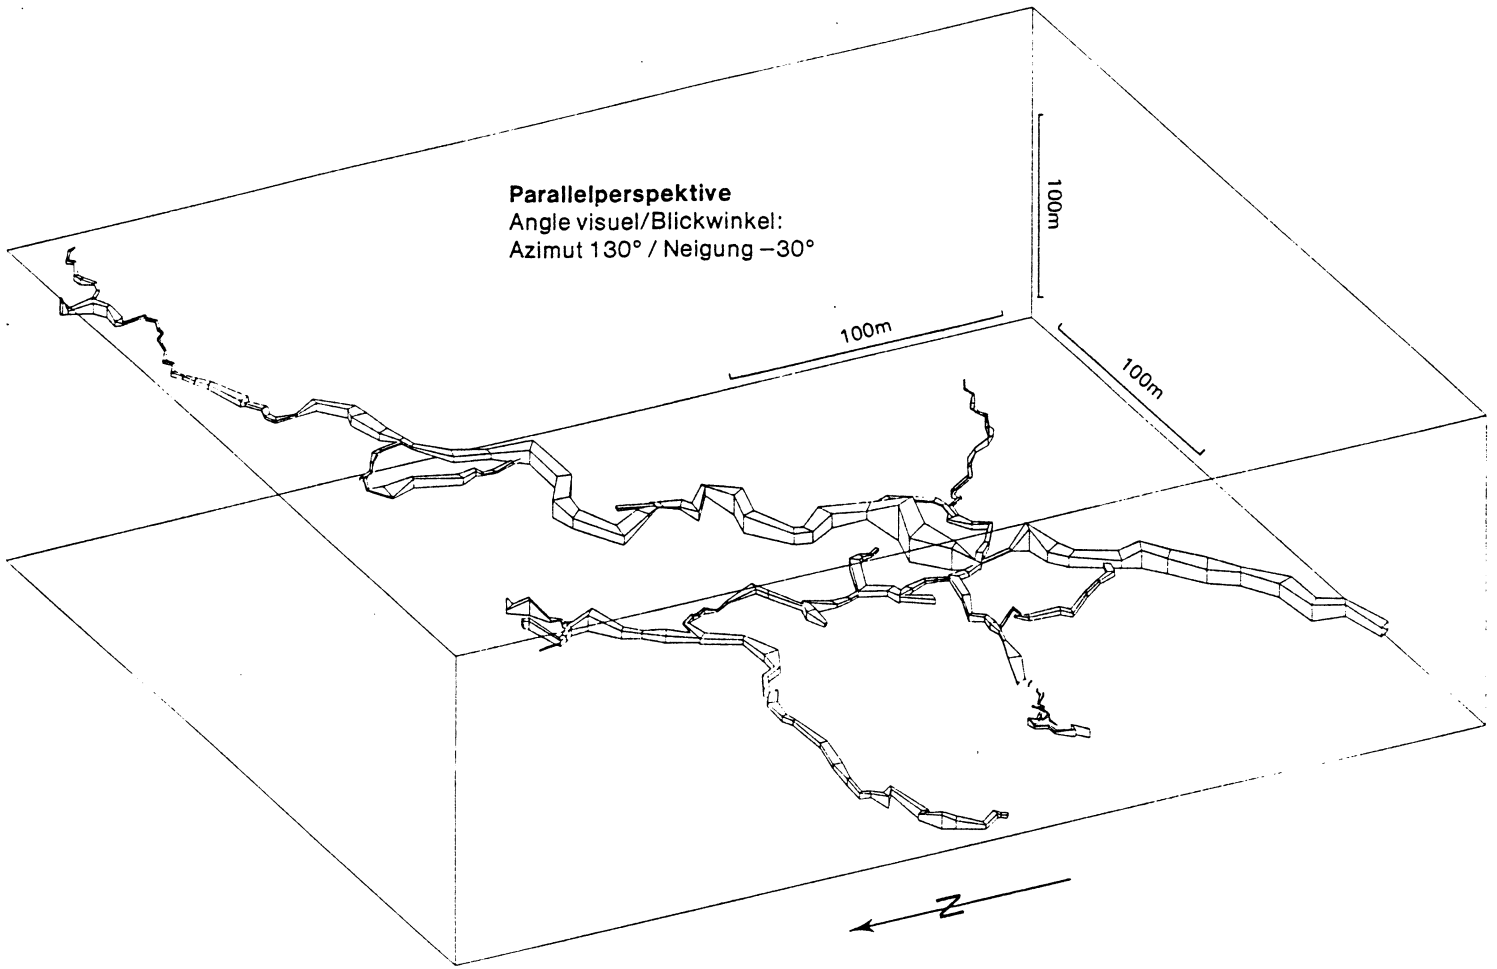 Parallelperspektive
Angle visuel/Blickwinkel:
Azimut 130° / Neigung –30°
100m
100m
100m
N